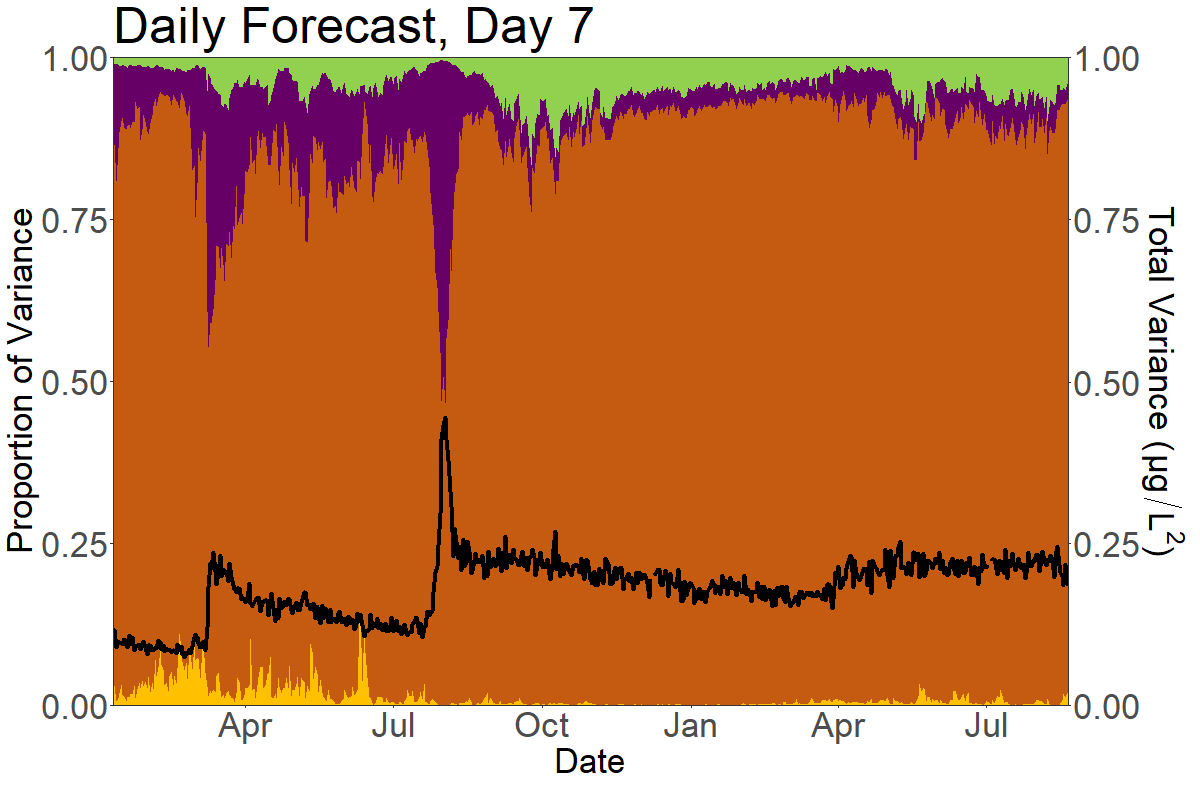 Daily Forecast, Day 7
1.00
0.75
0.50
0.25
0.00
Proportion of Variance
1.00
0.75
0.50
0.25
0.00
Total Variance (µg/L²)
Apr Jul Oct Jan Apr Jul
Date